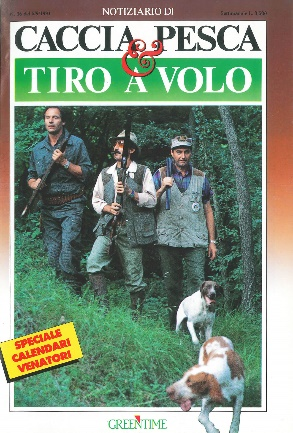 NOTIZIARIO DI
CACCIA & PESCA
TIRO A VOLO
SPECIALE
CALENDARI
VENATORI
GREENTIME